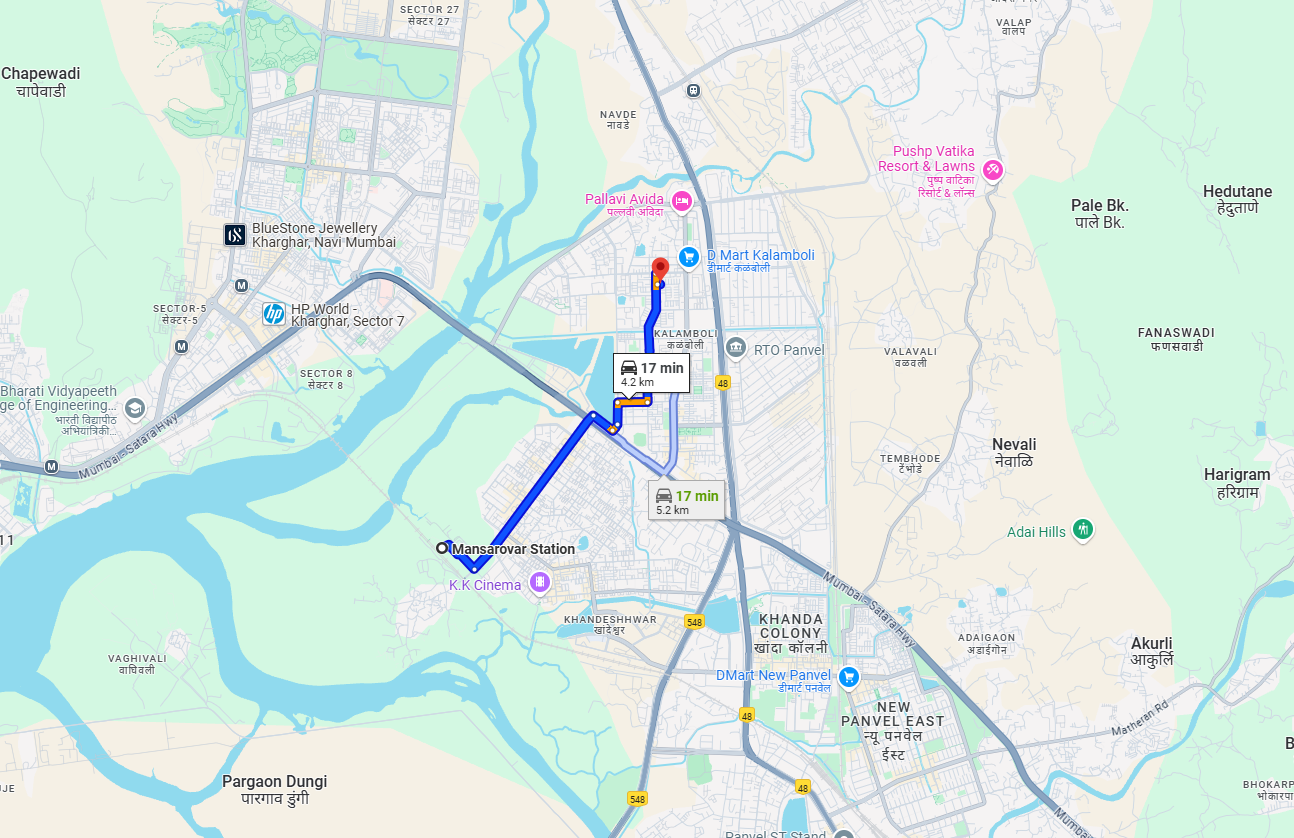 SECTOR 27
सेक्टर 27
VALAP
वालप
Chapewadi
चापेवाडी
NAVDE
नावडे
Pushp Vatika
Resort & Lawns
पुष्प वाटिका
रिसोर्ट & लॉन्स
Hedutane
हेदुताणे
Pallavi Avida
पल्लवी अविदा
Pale Bk.
पाले Bk.
BlueStone Jewellery
Kharghar, Navi Mumbai
D Mart Kalamboli
डीमार्ट कळंबोली
M
SECTOR-5
सेक्टर-5
hp
HP World -
Kharghar, Sector 7
M
KALAMBOLI
कळंबोली
RTO Panvel
FANASWADI
फणसवाडी
VALAVALI
वळवली
SECTOR 8
सेक्टर 8
17 min
4.2 km
48
Bharati Vidyapeeth
ge of Engineering...
भारती विद्यापीठ
अभियांत्रिकी...
Mumbai - Satara Hwy
M
Nevali
नेवाळि
TEMBHODE
टेंभोडे
Harigram
हरिग्राम
17 min
5.2 km
Adai Hills
11
Mansarovar Station
K.K Cinema
Mumbai - Satara Hwy
KHANDESHHWAR
खांदेश्वर
548
KHANDA
COLONY
खांदा कॉलनी
ADAIGAON
अडाईगोन
Akurli
आकुर्लि
VAGHIVALI
वाघिवली
DMart New Panvel
डीमार्ट पनवेल
48
NEW
PANVEL EAST
न्यू पनवेल
ईस्ट
Matheran Rd
Pargaon Dungi
पारगाव डुंगी
48
548
JE
B
BHOKARP
भोकारपा
Mumba
Panvel ST Stand